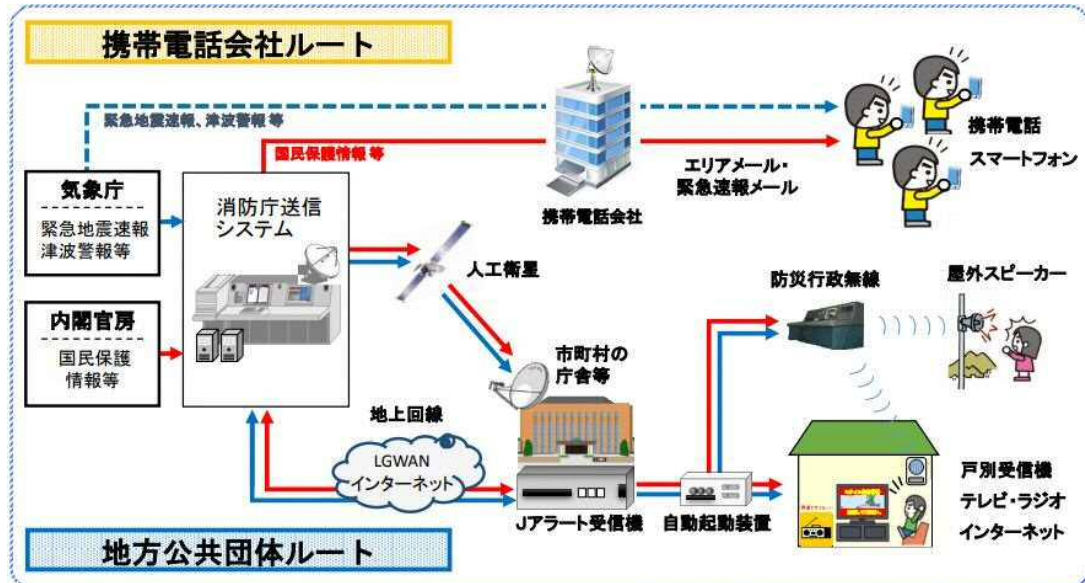 携帯電話会社ルート
緊急地震速報、津波警報 等
国民保護情報 等
携帯電話会社
エリアメール・
緊急速報メール
携帯電話
スマートフォン
気象庁
緊急地震速報
津波警報等
内閣官房
国民保護
情報等
消防庁送信
システム
人工衛星
市町村の
庁舎等
防災行政無線
屋外スピーカー
地上回線
LGWAN
インターネット
Jアラート受信機
自動起動装置
戸別受信機
テレビ・ラジオ
インターネット
地方公共団体ルート